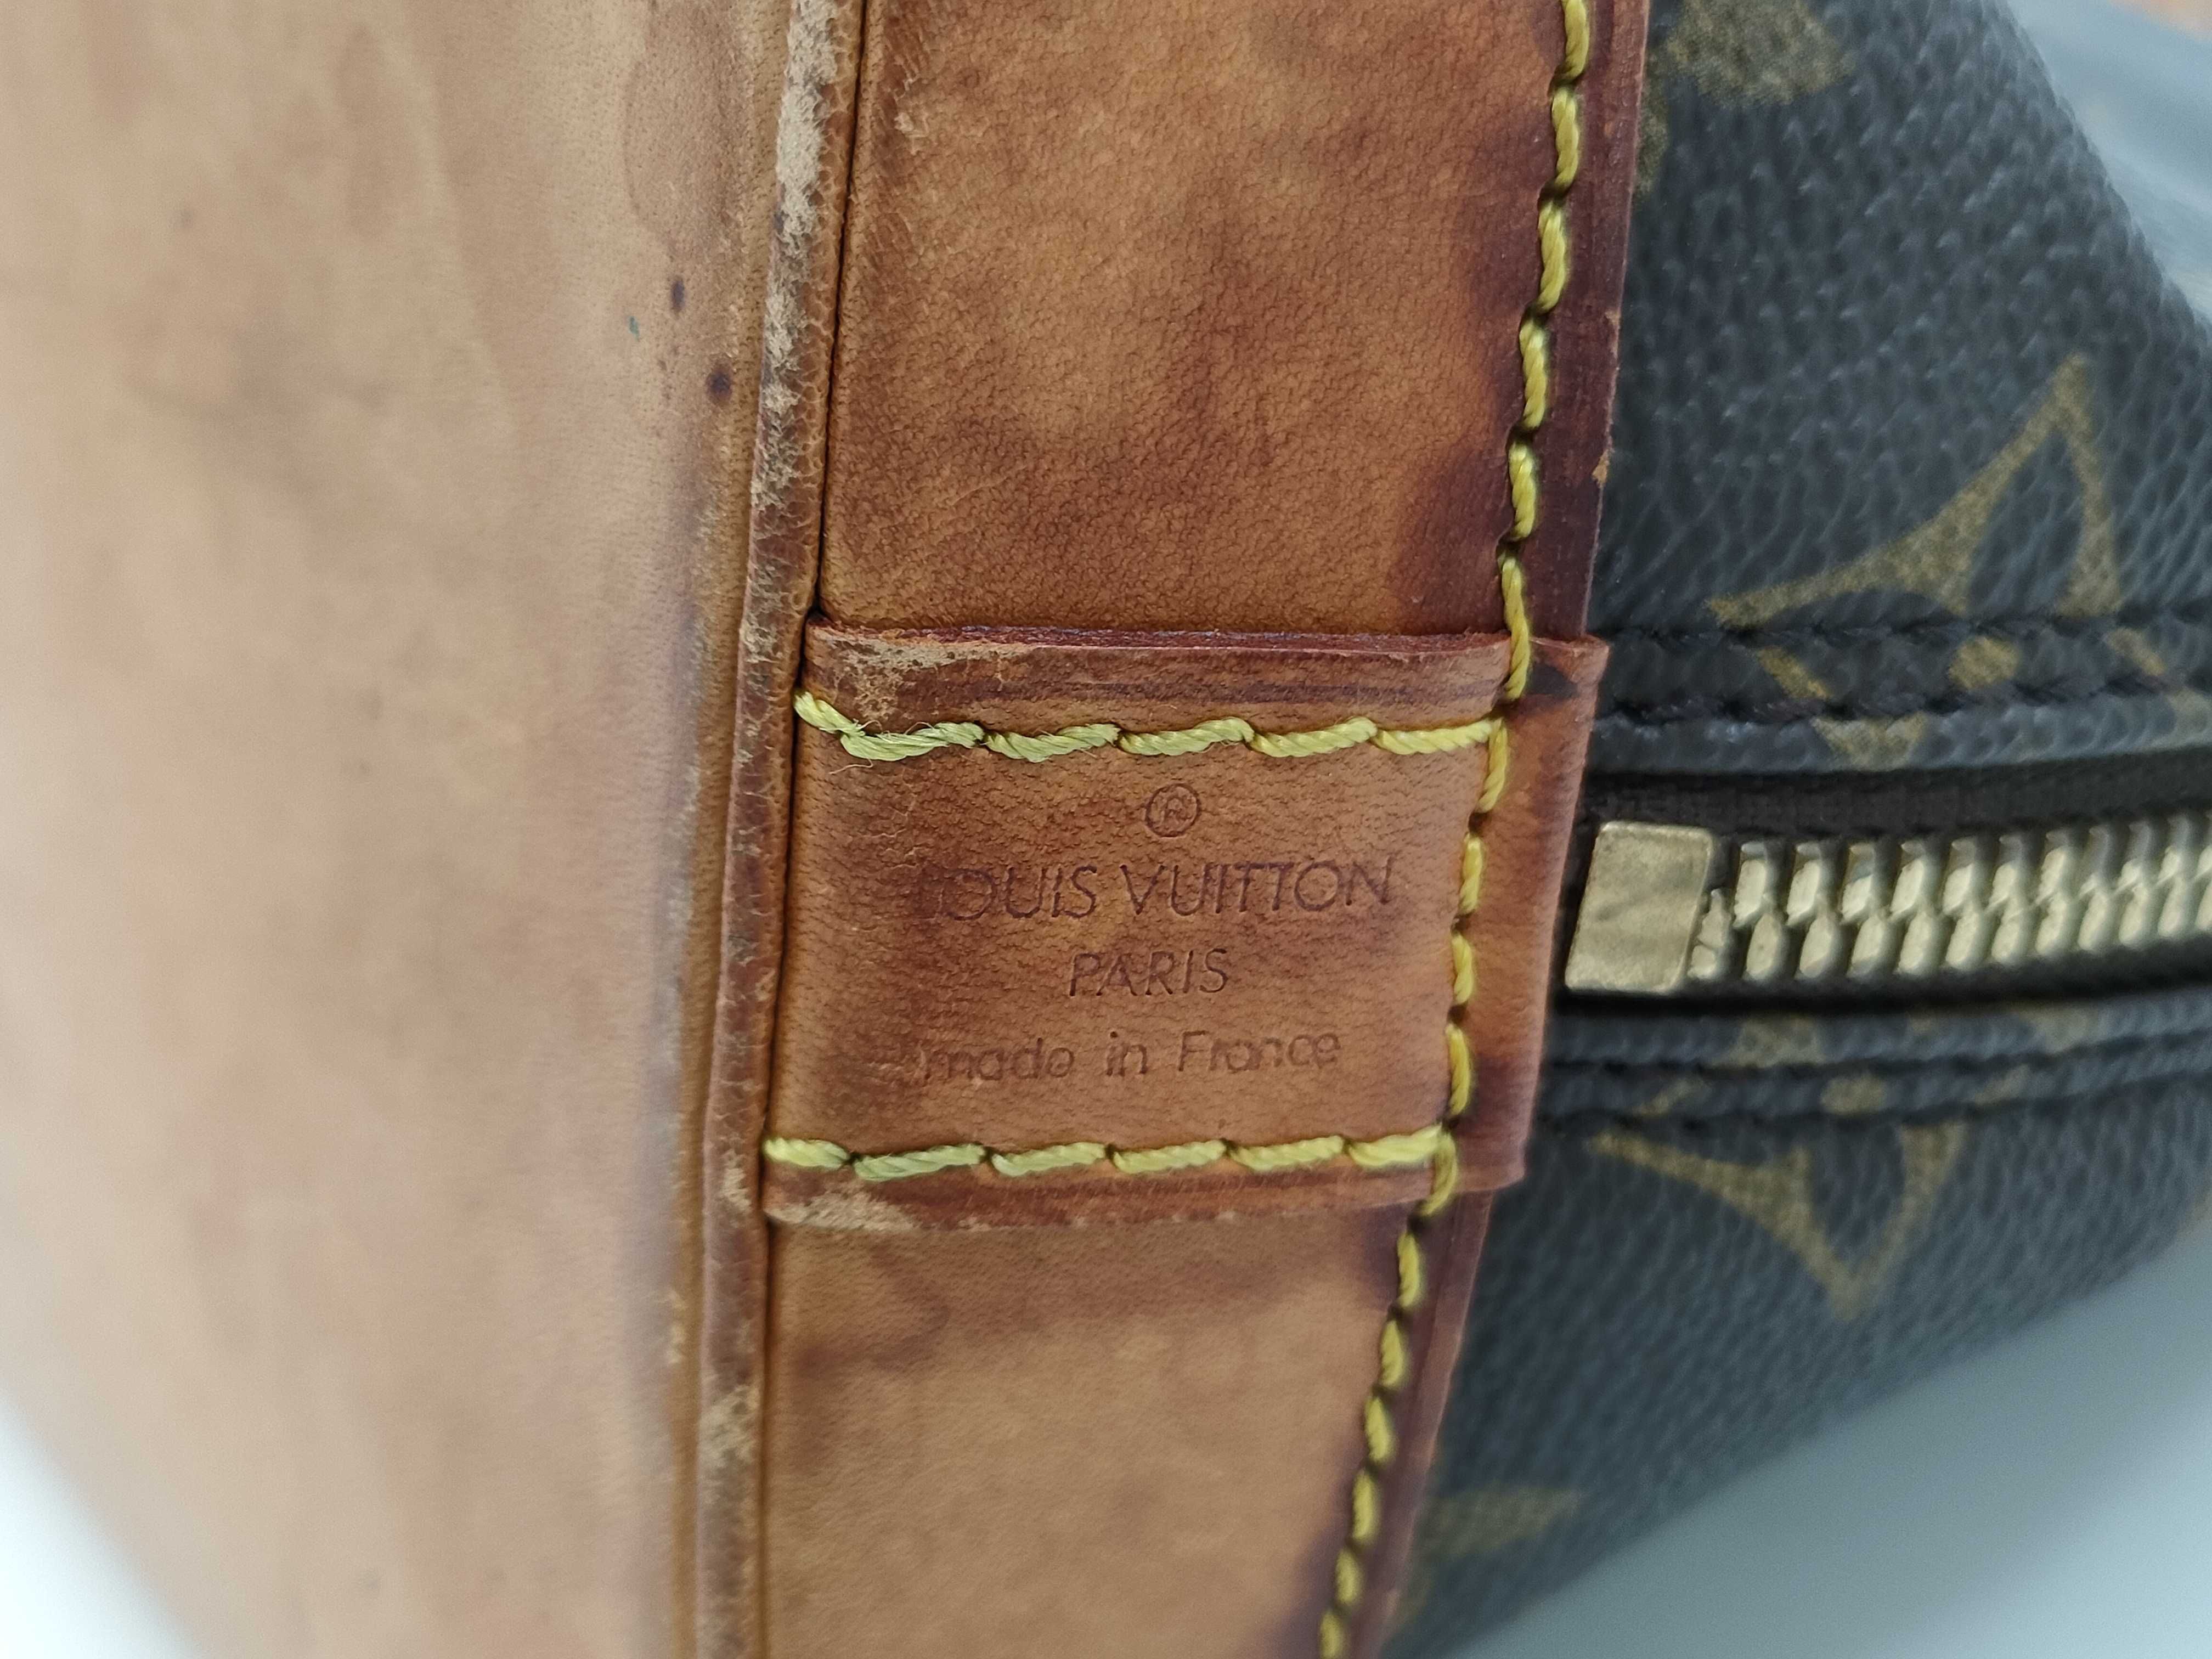 ®
LOUIS VUITTON
PARIS
made in France